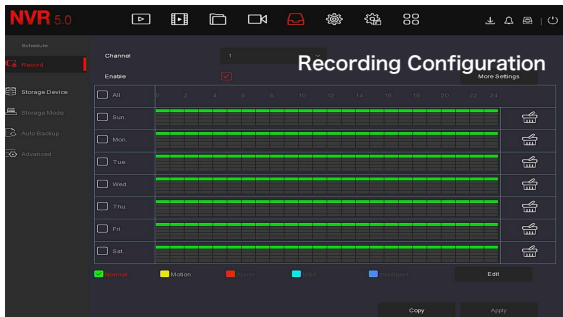 NVR 5.0
Schedule
Channel 1
Record
Recording Configuration
Enable
More Settings
Storage Device
All 0 2 4 6 8 10 12 14 16 18 20 22 24
Storage Mode
Sun.
Auto Backup
Mon.
Advanced
Tue
Wed
Thu
Fri
Sat.
Normal Motion
Edit
Copy Apply